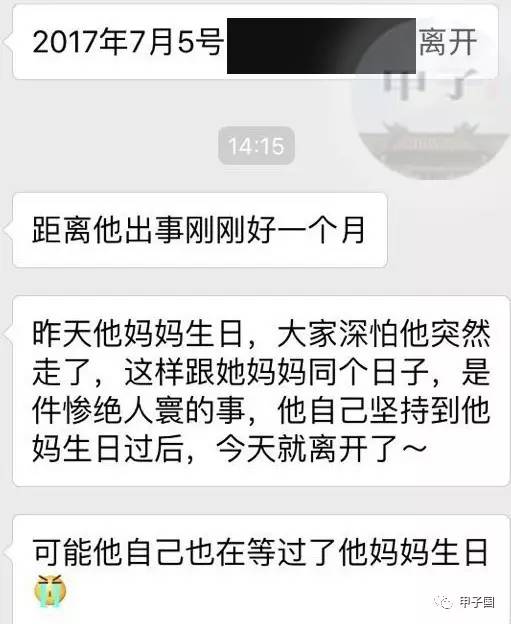 2017年7月5号
离开
甲子
14:15
距离他出事刚刚好一个月
昨天他妈妈生日，大家深怕他突然
走了，这样跟她妈妈同个日子，是
件惨绝人寰的事，他自己坚持到他
妈生日过后，今天就离开了～
可能他自己也在等过了他妈妈生日
甲子国